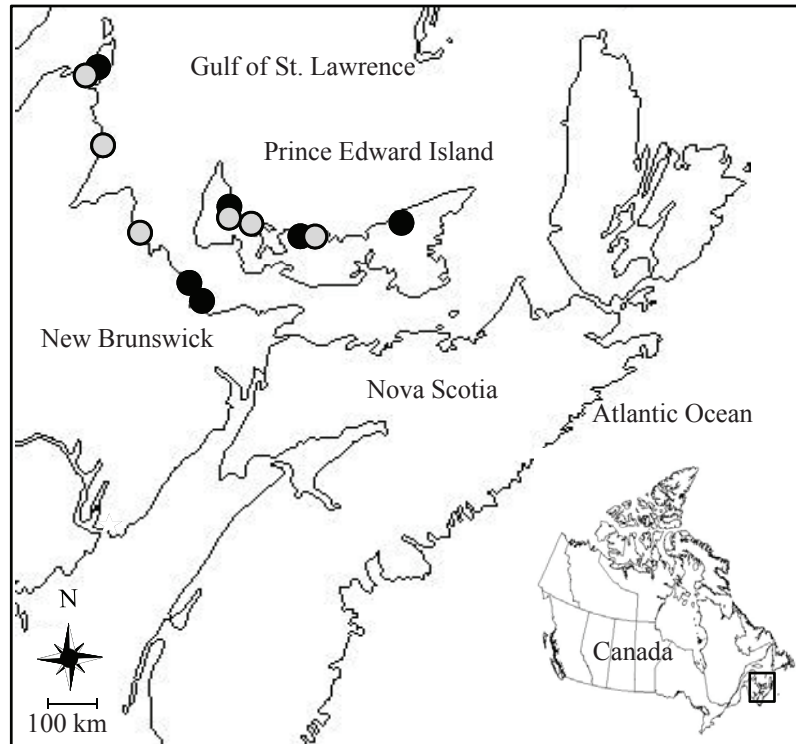 Gulf of St. Lawrence
Prince Edward Island
New Brunswick
Nova Scotia
Atlantic Ocean
N
100 km
Canada